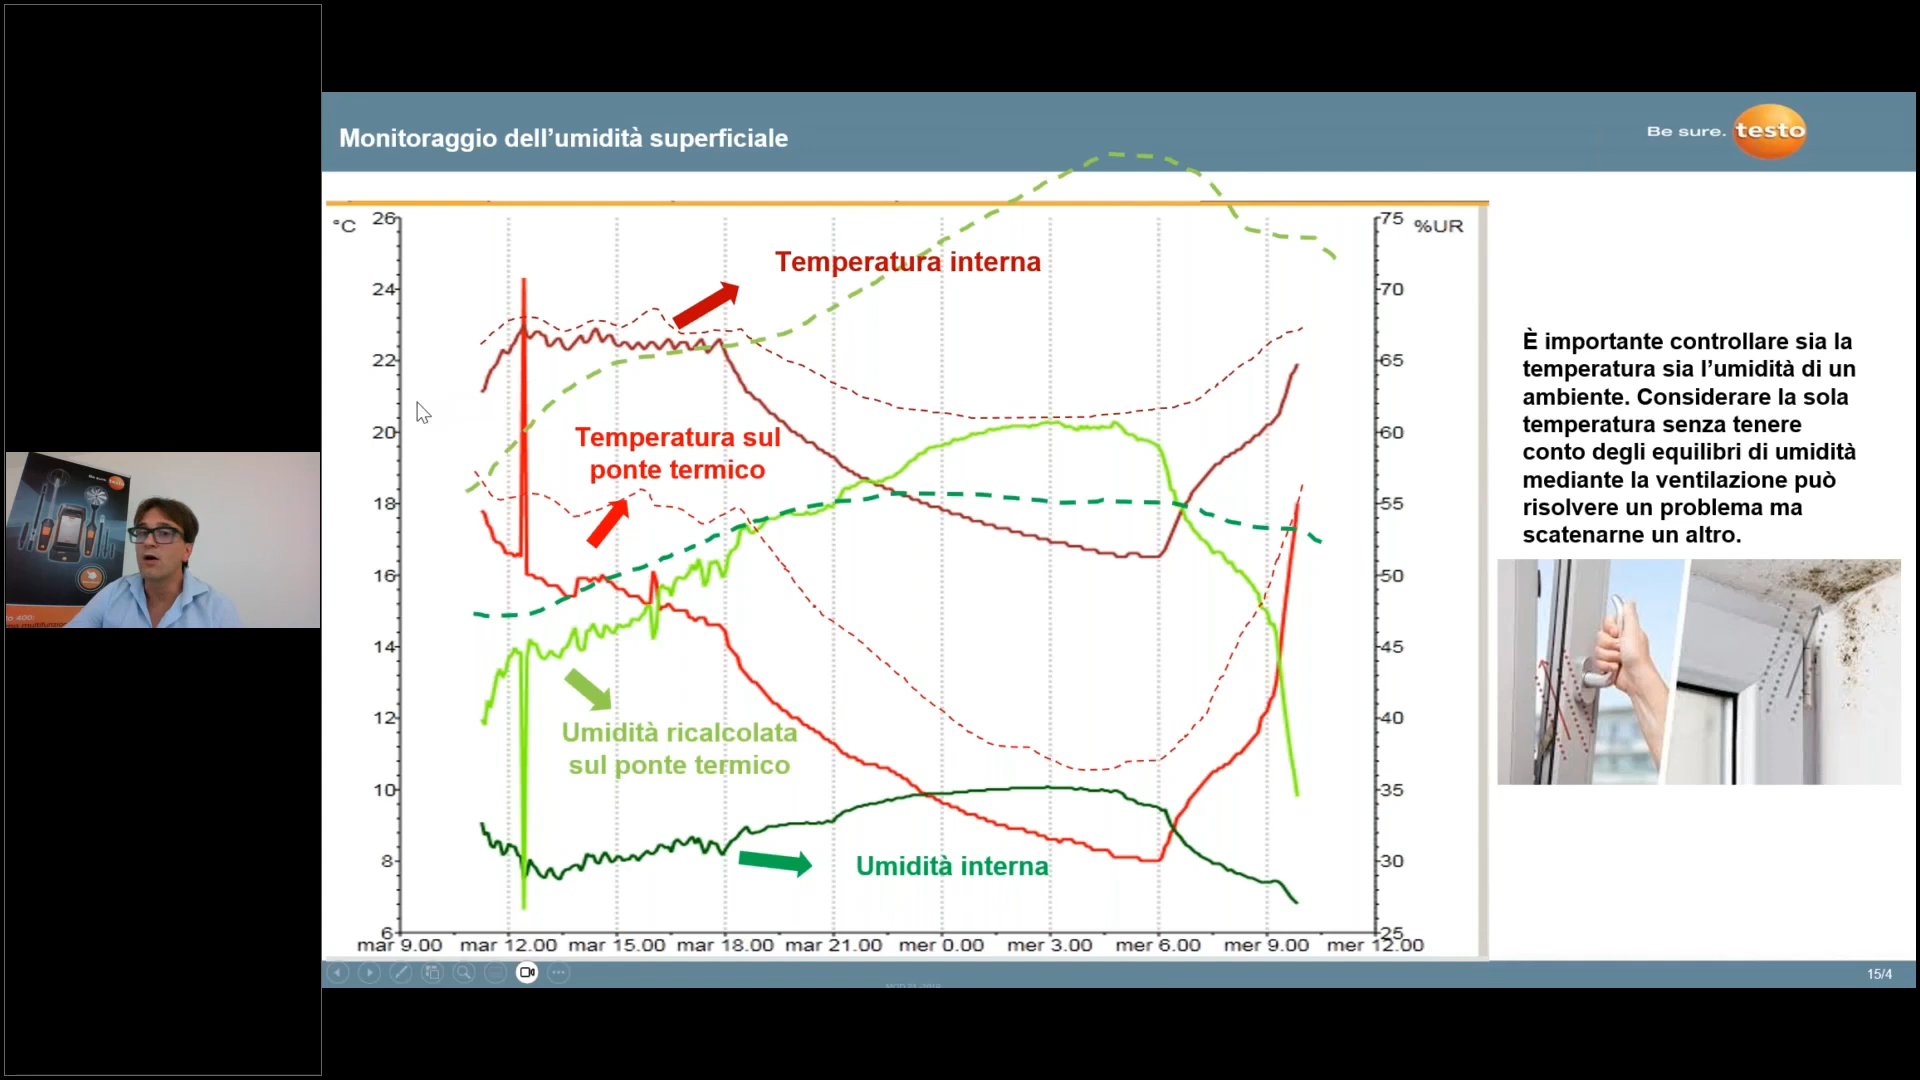 Monitoraggio dell'umidità superficiale
Be sure. testo
°C
26
24
22
20
18
16
14
12
10
8
6
75
70
65
60
55
50
45
40
35
30
25
%UR
Temperatura interna
Temperatura sul
ponte termico
Umidità ricalcolata
sul ponte termico
Umidità interna
mar 9.00 mar 12.00 mar 15.00 mar 18.00 mar 21.00 mer 0.00 mer 3.00 mer 6.00 mer 9.00 mer 12.00
È importante controllare sia la
temperatura sia l'umidità di un
ambiente. Considerare la sola
temperatura senza tenere
conto degli equilibri di umidità
mediante la ventilazione può
risolvere un problema ma
scatenarne un altro.
Be sure. testo
15/4